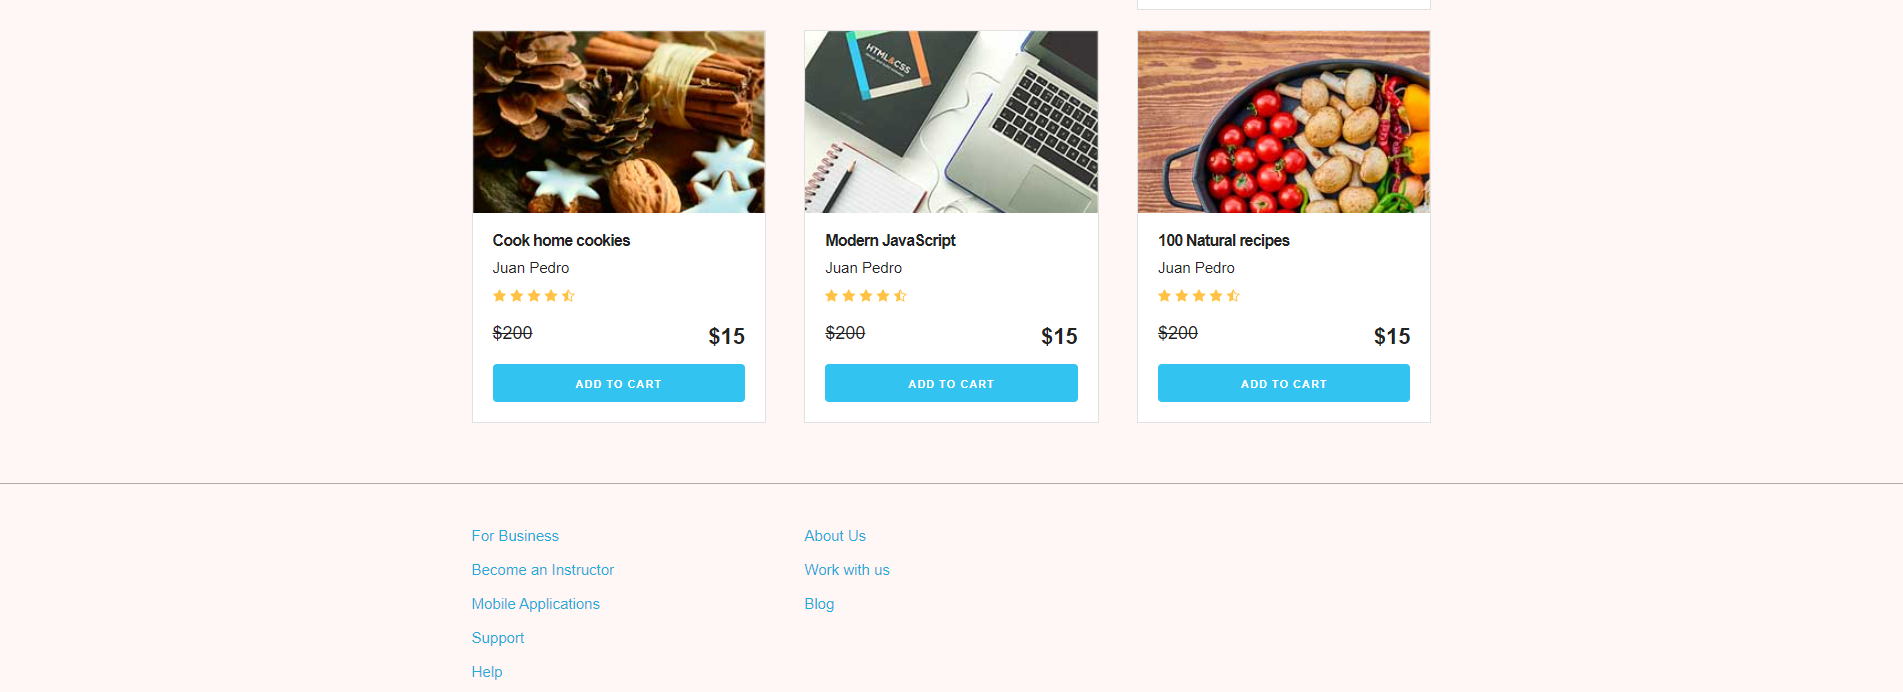 HTML&CSS
Cook home cookies
Juan Pedro
$200
$15
ADD TO CART
Modern JavaScript
Juan Pedro
$200
$15
ADD TO CART
100 Natural recipes
Juan Pedro
$200
$15
ADD TO CART
For Business
Become an Instructor
Mobile Applications
Support
Help
About Us
Work with us
Blog